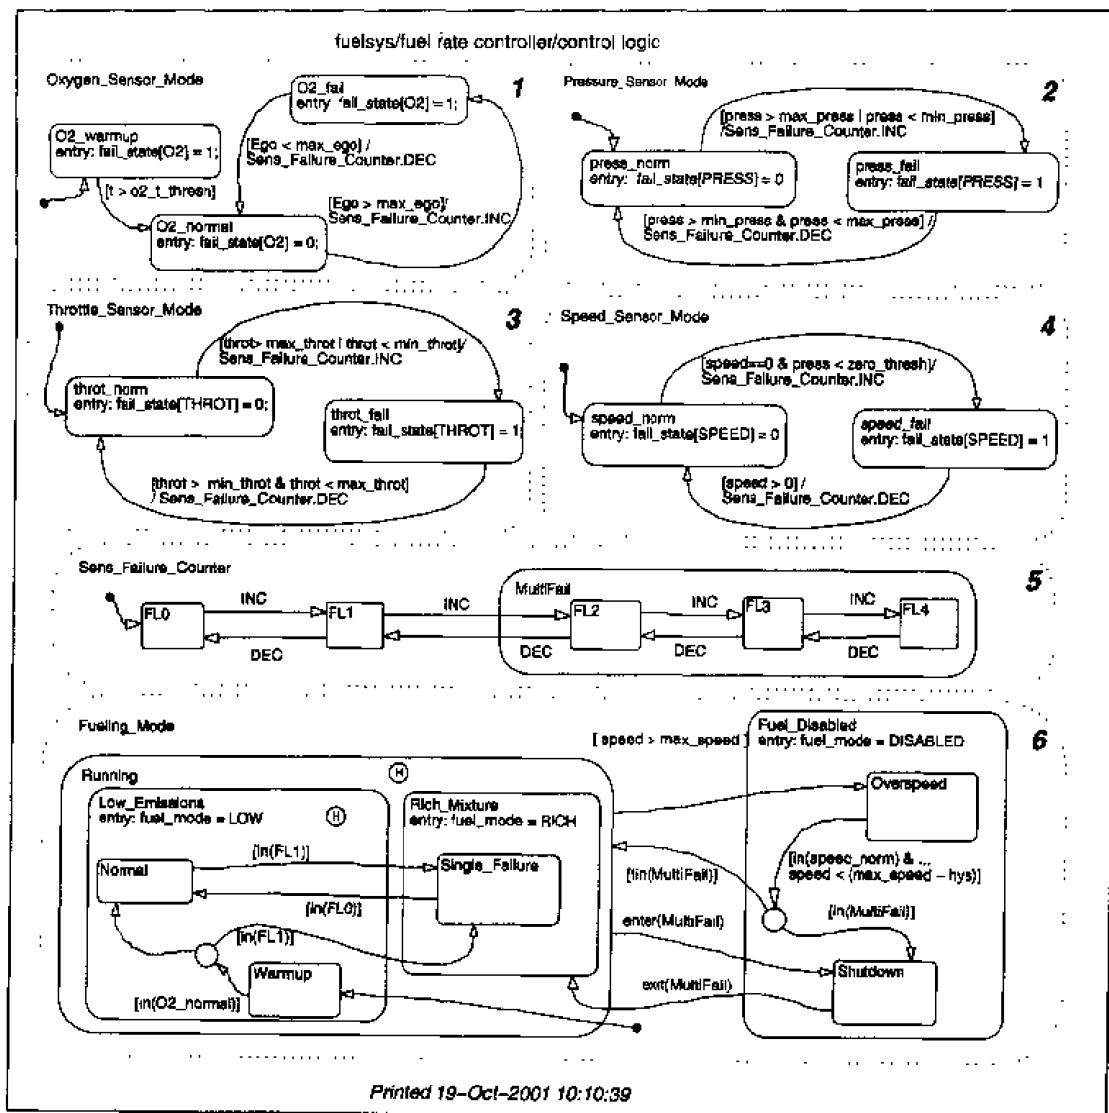 fuelsys/fuel rate controller/control logic
Oxygen_Sensor_Mode
1
O2_fail
entry: fail_state[O2] = 1;
O2_warmup
entry: fail_state[O2] = 1;
[Ego < max_ego] /
Sens_Failure_Counter.DEC
[t > o2_t_thresh]
[Ego > max_ego]/
Sens_Failure_Counter.INC
O2_normal
entry: fail_state[O2] = 0;
Pressure_Sensor_Mode
2
[press > max_press | press < min_press]
/Sens_Failure_Counter.INC
press_norm
entry: fail_state[PRESS] = 0
press_fail
entry: fail_state[PRESS] = 1
[press > min_press & press < max_press] /
Sens_Failure_Counter.DEC
Throttle_Sensor_Mode
3
[throt> max_throt | throt < min_throt]/
Sens_Failure_Counter.INC
throt_norm
entry: fail_state[THROT] = 0;
throt_fail
entry: fail_state[THROT] = 1
[throt > min_throt & throt < max_throt]
/ Sens_Failure_Counter.DEC
Speed_Sensor_Mode
4
[speed==0 & press < zero_thresh]/
Sens_Failure_Counter.INC
speed_norm
entry: fail_state[SPEED] = 0
speed_fail
entry: fail_state[SPEED] = 1
[speed > 0] /
Sens_Failure_Counter.DEC
Sens_Failure_Counter
5
MultiFail
FL0
INC
FL1
INC
FL2
INC
FL3
INC
FL4
DEC
DEC
DEC
DEC
Fueling_Mode
6
[ speed > max_speed ]
Fuel_Disabled
entry: fuel_mode = DISABLED
Running
H
Low_Emissions
entry: fuel_mode = LOW
H
Rich_Mixture
entry: fuel_mode = RICH
Overspeed
Normal
[in(FL1)]
Single_Failure
[in(FL0)]
[!in(MultiFail)]
[in(speed_norm) & ...
speed < (max_speed - hys)]
[in(MultiFail)]
[in(FL1)]
enter(MultiFail)
Warmup
[in(O2_normal)]
exit(MultiFail)
Shutdown
Printed 19-Oct-2001 10:10:39